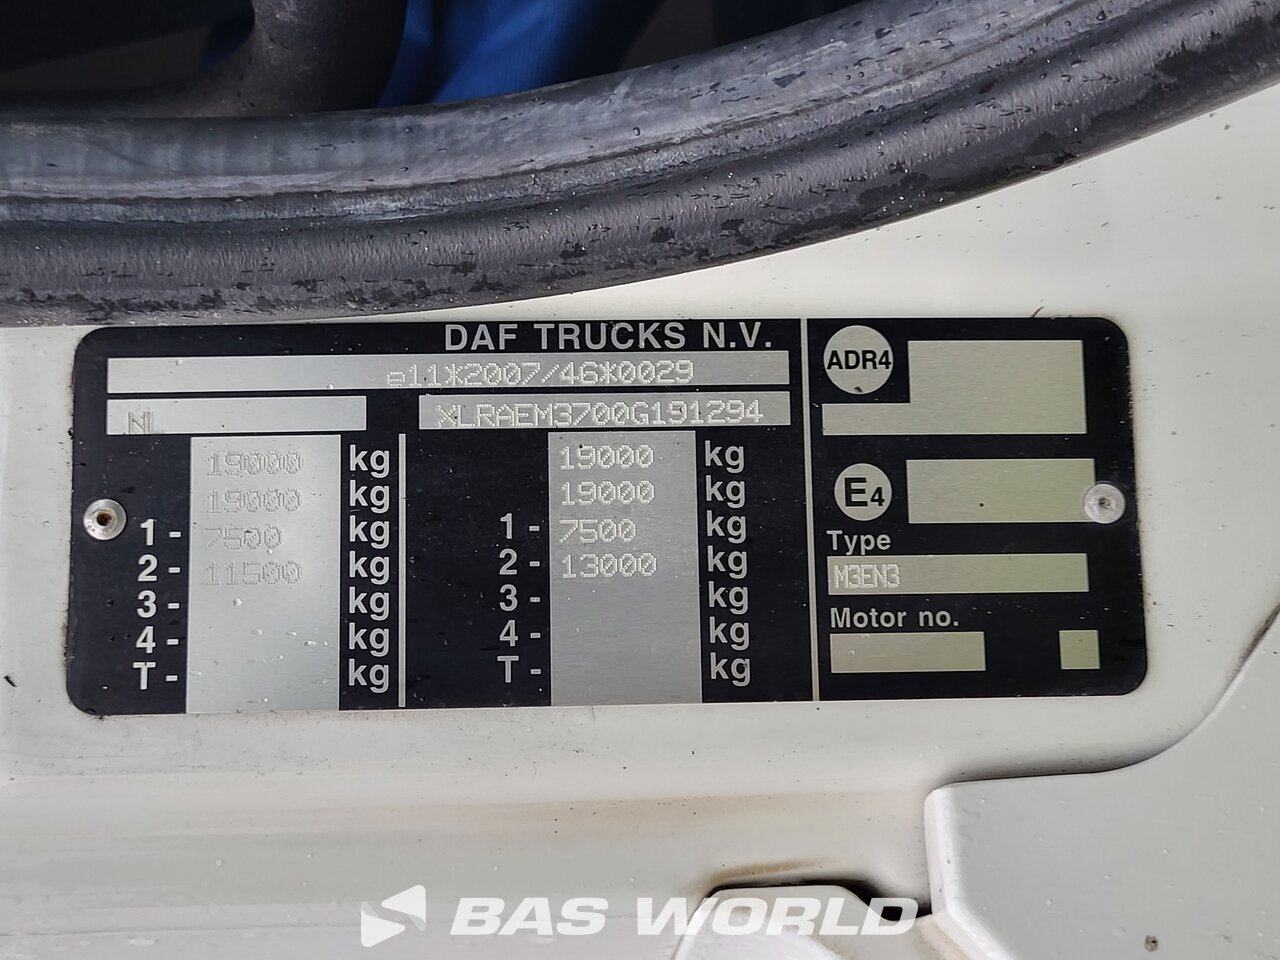 DAF TRUCKS N.V.
e11*2007/46*0029
NL
XLRAEM3700G191294
19000 kg
19000 kg
1- 7500 kg
2- 11500 kg
3- kg
4- kg
T- kg
19000 kg
19000 kg
1- 7500 kg
2- 13000 kg
3- kg
4- kg
T- kg
ADR4
E4
Type
M3EN3
Motor no.
BAS WORLD